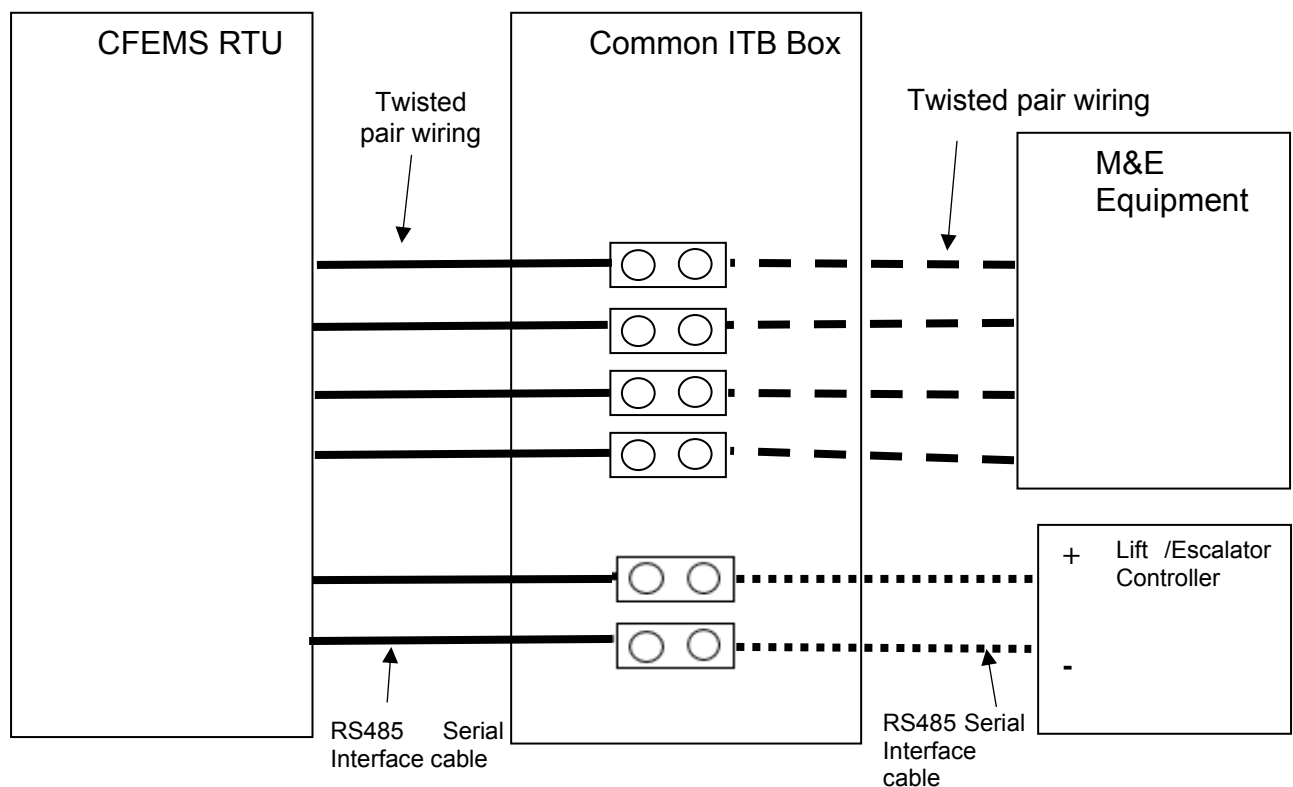 CFEMS RTU
Common ITB Box
Twisted
pair wiring
Twisted pair wiring
M&E
Equipment
+
Lift /Escalator
Controller
-
RS485 Serial
Interface cable
RS485 Serial
Interface
cable